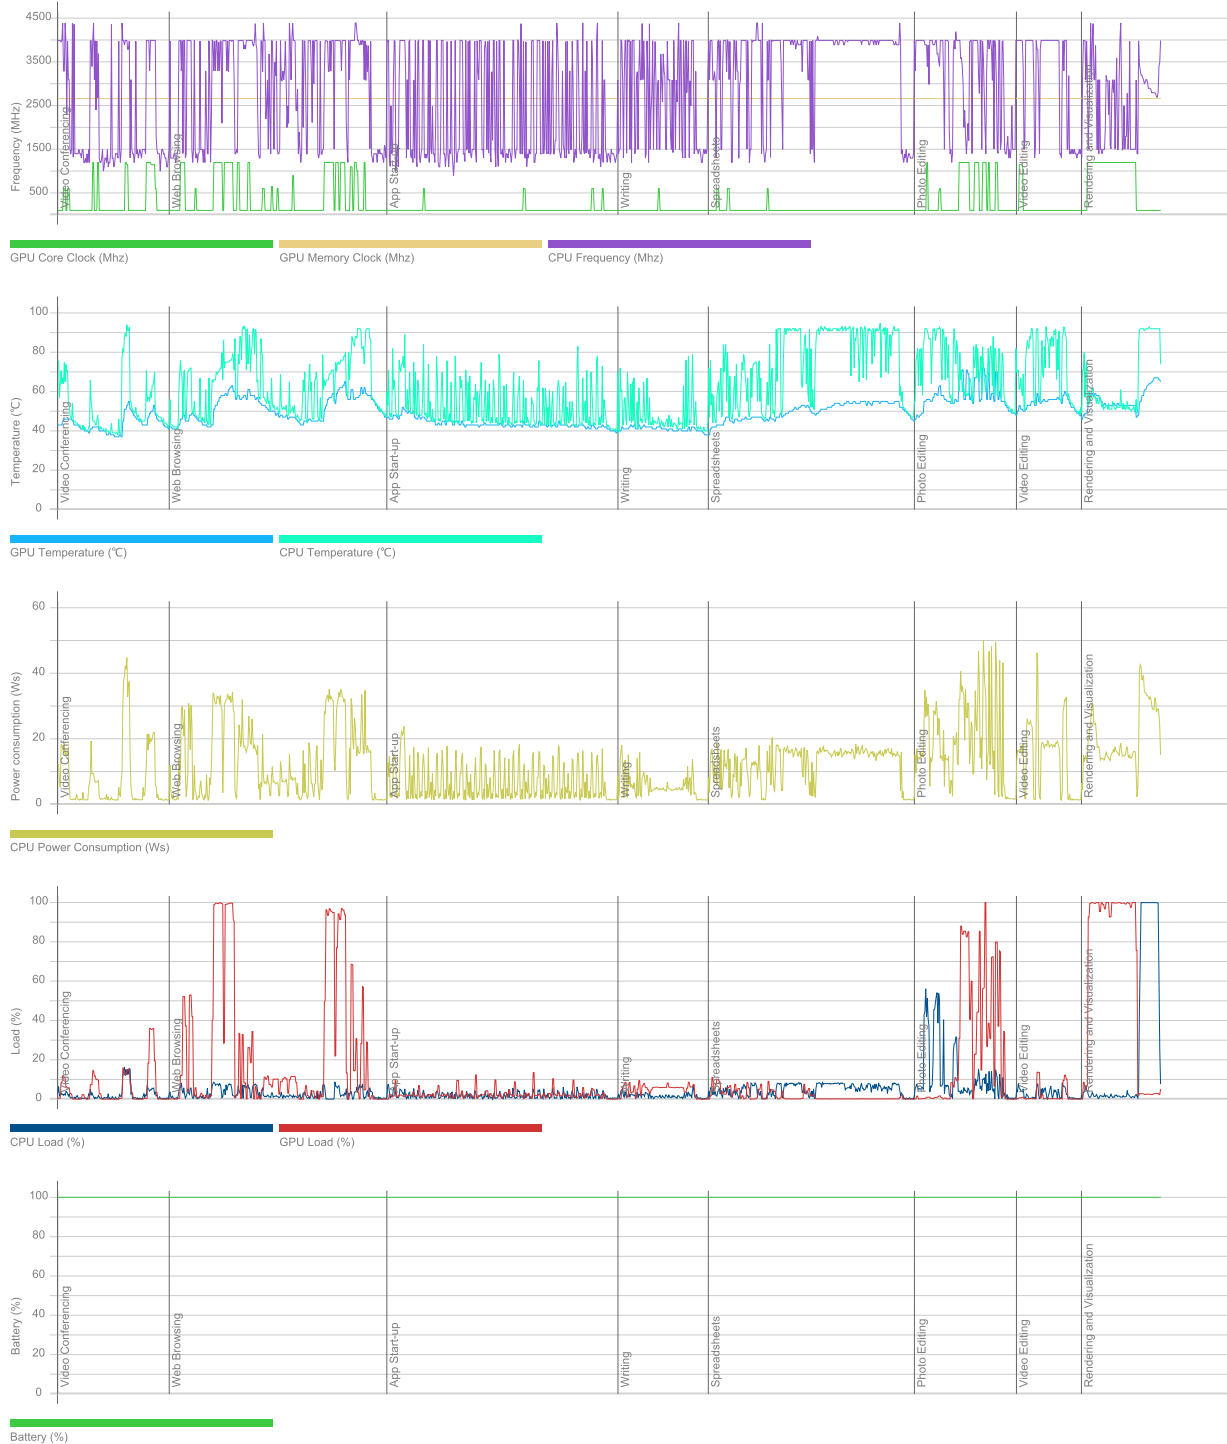 Frequency (MHz)
4500
3500
2500
1500
500
Video Conferencing
Web Browsing
App Start-up
Writing
Spreadsheets
Photo Editing
Video Editing
Rendering and Visualization
GPU Core Clock (Mhz)
GPU Memory Clock (Mhz)
CPU Frequency (Mhz)
Temperature (℃)
100
80
60
40
20
0
Video Conferencing
Web Browsing
App Start-up
Writing
Spreadsheets
Photo Editing
Video Editing
Rendering and Visualization
GPU Temperature (℃)
CPU Temperature (℃)
Power consumption (Ws)
60
40
20
0
Video Conferencing
Web Browsing
App Start-up
Writing
Spreadsheets
Photo Editing
Video Editing
Rendering and Visualization
CPU Power Consumption (Ws)
Load (%)
100
80
60
40
20
0
Video Conferencing
Web Browsing
App Start-up
Writing
Spreadsheets
Photo Editing
Video Editing
Rendering and Visualization
CPU Load (%)
GPU Load (%)
Battery (%)
100
80
60
40
20
0
Video Conferencing
Web Browsing
App Start-up
Writing
Spreadsheets
Photo Editing
Video Editing
Rendering and Visualization
Battery (%)